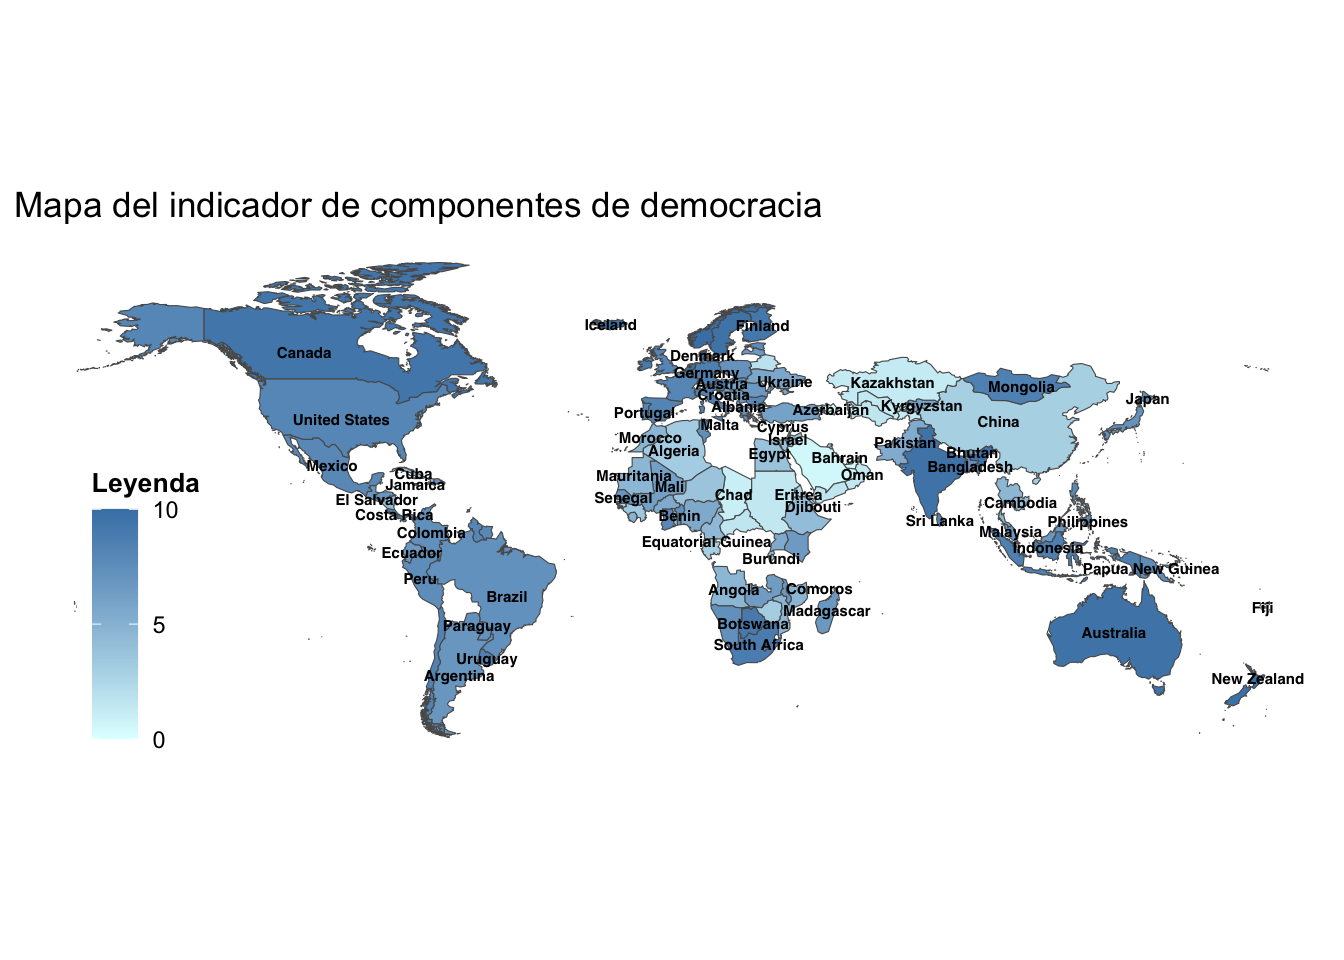 Mapa del indicador de componentes de democracia
Iceland
Finland
Canada
Denmark
Germany
Austria
Ukraine
Kazakhstan
Mongolia
Croatia
Japan
Albania
Azerbaijan
Kyrgyzstan
Portugal
United States
Malta
Cyprus
China
Morocco
Israel
Pakistan
Algeria
Egypt
Bahrain
Bhutan
Mexico
Bangladesh
Cuba
Mauritania
Oman
Leyenda
Jamaica
Mali
El Salvador
Senegal
Chad
Eritrea
Cambodia
10
Costa Rica
Benin
Djibouti
Sri Lanka
Philippines
Colombia
Malaysia
Equatorial Guinea
Indonesia
Ecuador
Burundi
Peru
Papua New Guinea
Brazil
Angola
Comoros
Fiji
Madagascar
5
Paraguay
Botswana
Australia
South Africa
Uruguay
Argentina
New Zealand
0